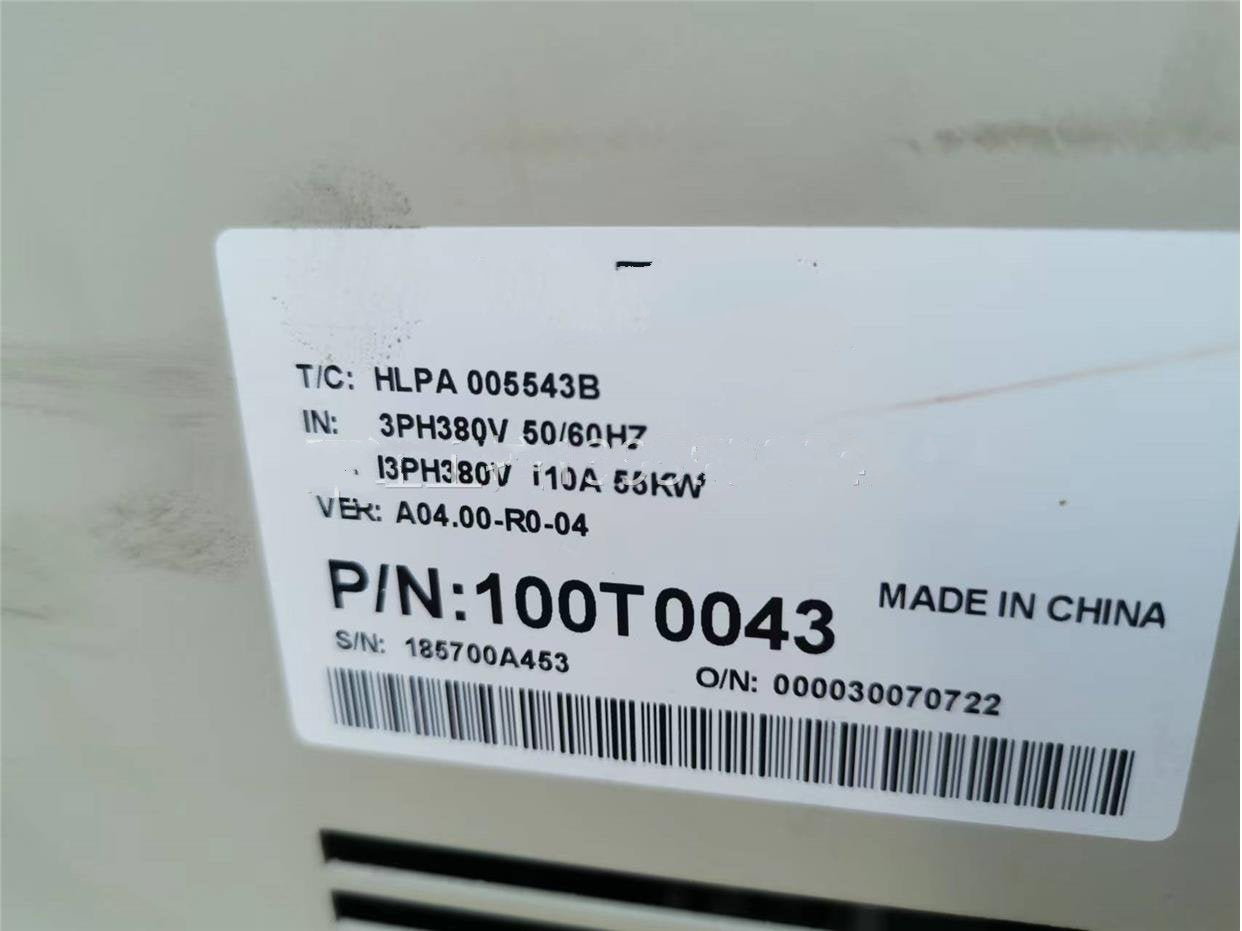 T/C: HLPA 005543B
IN: 3PH380V 50/60HZ
3PH380V 110A 55KW
VER: A04.00-R0-04
P/N:100T0043
MADE IN CHINA
S/N: 185700A453
O/N: 000030070722